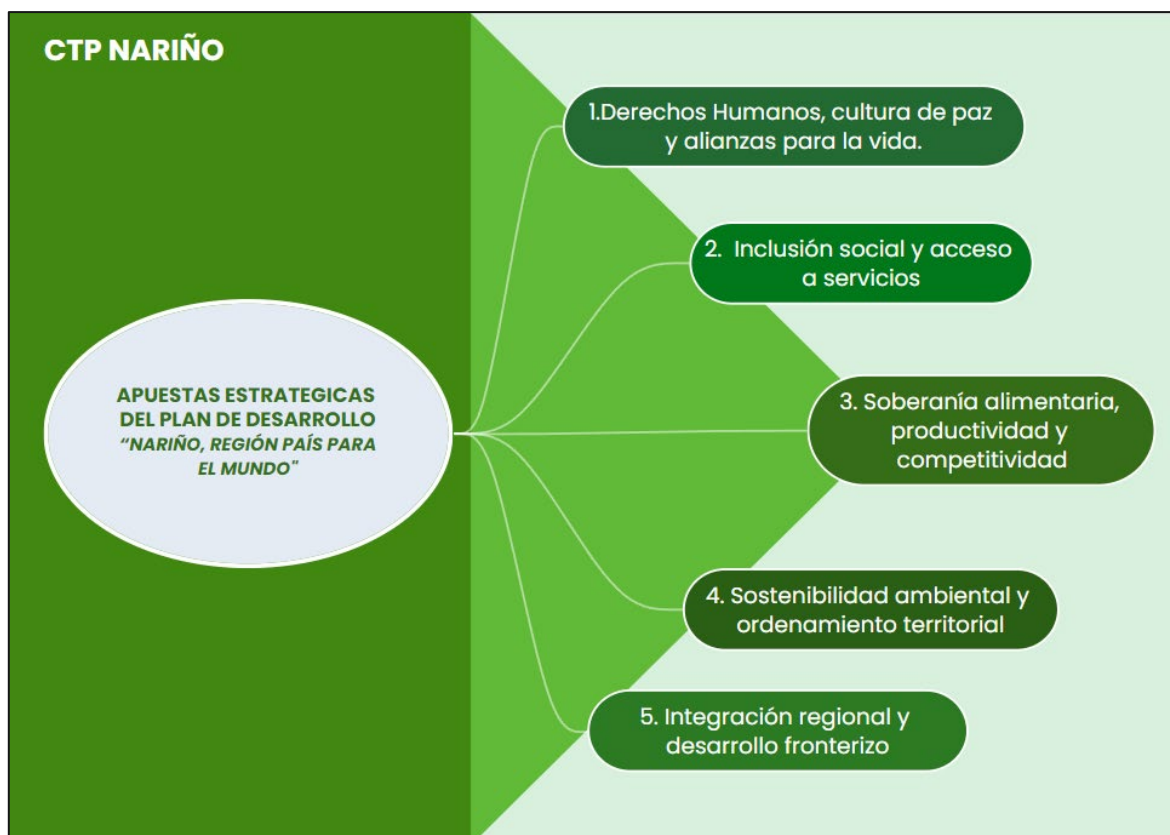 CTP NARIÑO
1.Derechos Humanos, cultura de paz
y alianzas para la vida.
2. Inclusión social y acceso
a servicios
APUESTAS ESTRATEGICAS
DEL PLAN DE DESARROLLO
“NARIÑO, REGIÓN PAÍS PARA
EL MUNDO"
3. Soberanía alimentaria,
productividad y
competitividad
4. Sostenibilidad ambiental y
ordenamiento territorial
5. Integración regional y
desarrollo fronterizo